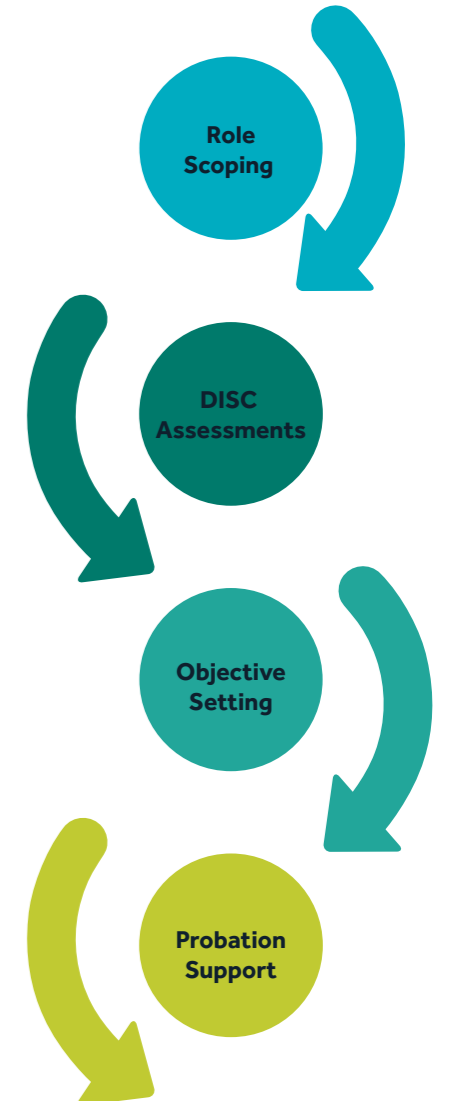 Role
Scoping
DISC
Assessments
Objective
Setting
Probation
Support